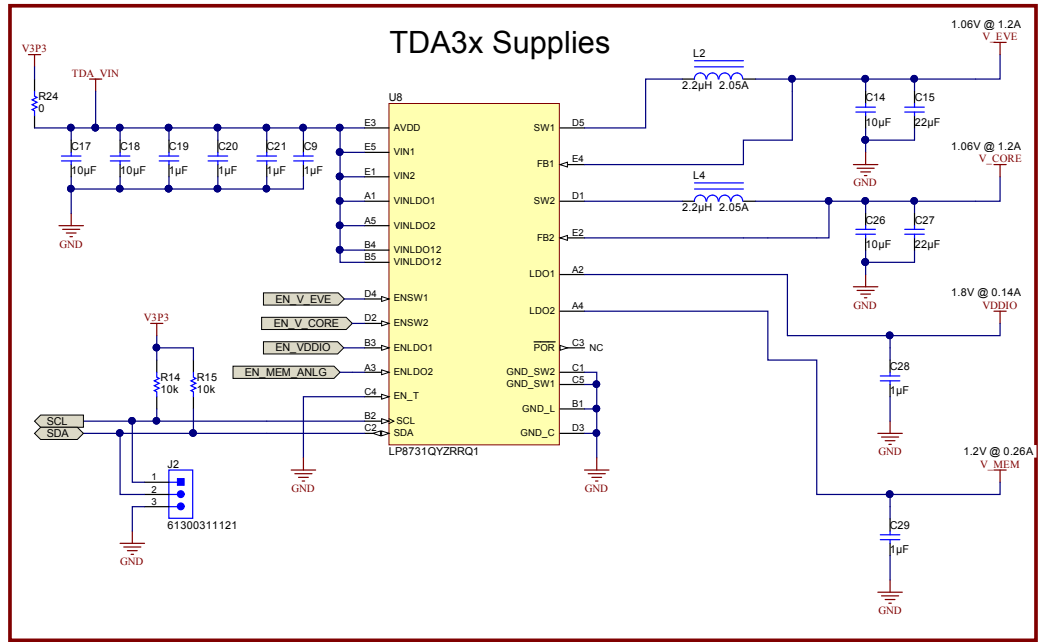 TDA3x Supplies
1.06V @ 1.2A
V_EVE
V3P3
TDA_VIN
R24
0
C17
10µF
C18
10µF
C19
1µF
C20
1µF
C21
1µF
C9
1µF
GND
U8
E3 AVDD
E5 VIN1
E1 VIN2
A1 VINLDO1
A5 VINLDO2
B4 VINLDO12
B5 VINLDO12
EN_V_EVE D4 ENSW1
EN_V_CORE D2 ENSW2
EN_VDDIO B3 ENLDO1
EN_MEM_ANLG A3 ENLDO2
C4 EN_T
B2 SCL
C2 SDA
LP8731QYZRRQ1
SW1 D5
FB1 E4
SW2 D1
FB2 E2
LDO1 A2
LDO2 A4
POR C3 NC
GND_SW2 C1
GND_SW1 C5
GND_L B1
GND_C D3
GND
L2
2.2µH 2.05A
C14
10µF
C15
22µF
GND
1.06V @ 1.2A
V_CORE
L4
2.2µH 2.05A
C26
10µF
C27
22µF
GND
1.8V @ 0.14A
VDDIO
C28
1µF
GND
1.2V @ 0.26A
V_MEM
C29
1µF
GND
V3P3
R14
10k
R15
10k
SCL
SDA
J2
1
2
3
61300311121
GND
GND